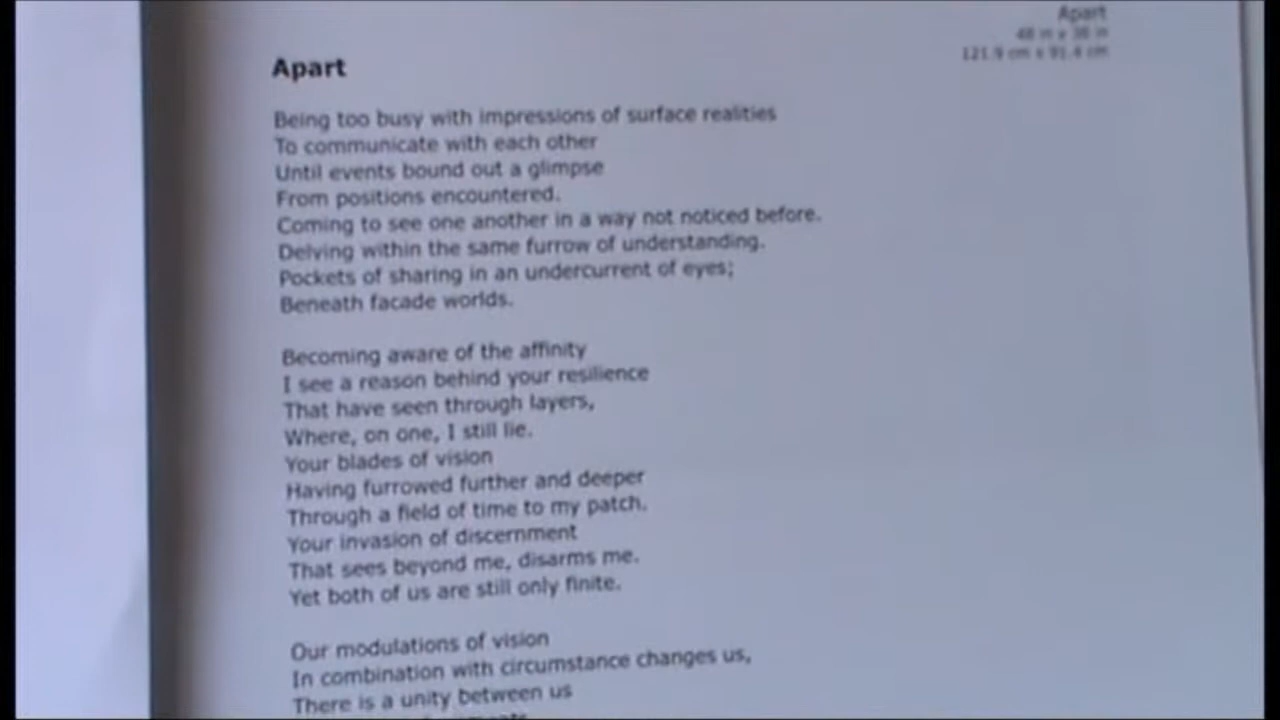 Apart
48 in x 36 in
121.9 cm x 91.4 cm
Apart
Being too busy with impressions of surface realities
To communicate with each other
Until events bound out a glimpse
From positions encountered.
Coming to see one another in a way not noticed before.
Delving within the same furrow of understanding.
Pockets of sharing in an undercurrent of eyes;
Beneath facade worlds.
Becoming aware of the affinity
I see a reason behind your resilience
That have seen through layers,
Where, on one, I still lie.
Your blades of vision
Having furrowed further and deeper
Through a field of time to my patch.
Your invasion of discernment
That sees beyond me, disarms me.
Yet both of us are still only finite.
Our modulations of vision
In combination with circumstance changes us,
There is a unity between us